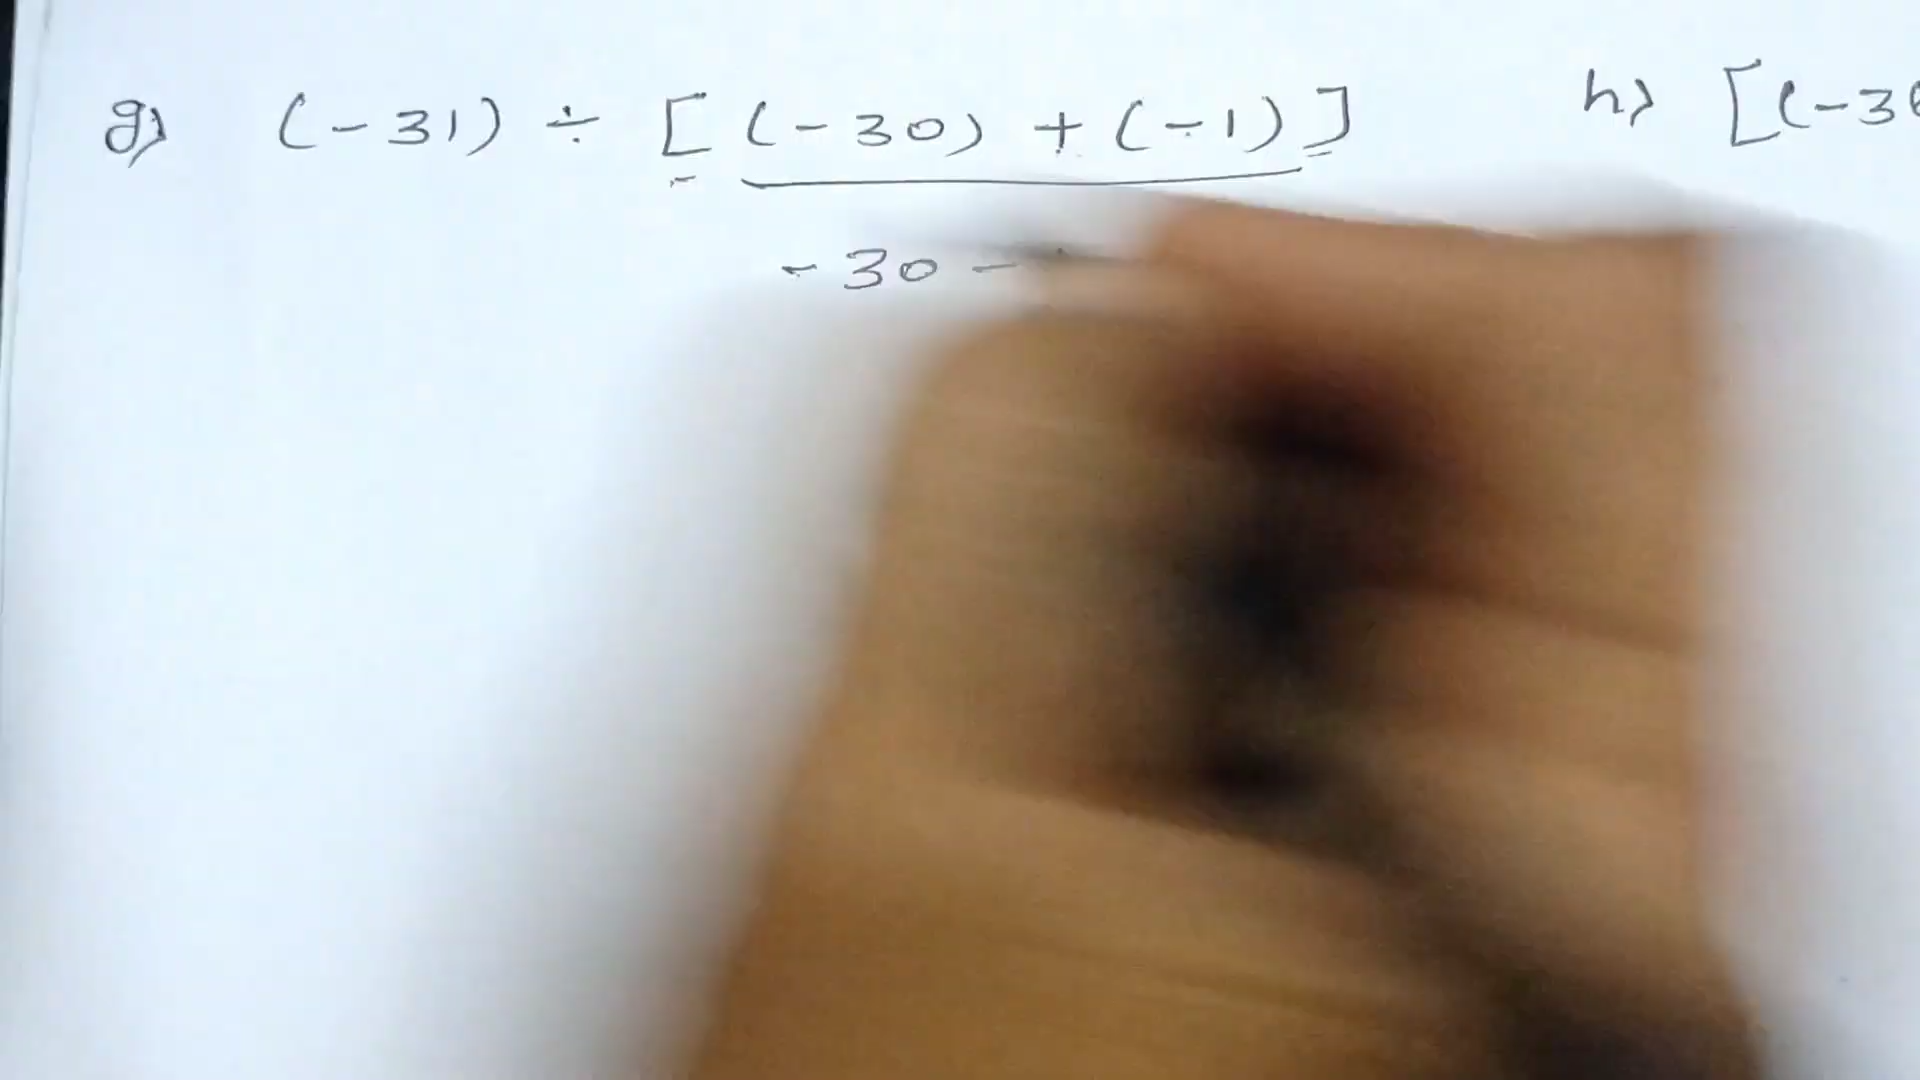 g) (-31) ÷ [(-30) + (-1)]
h) [(-3
-30 -